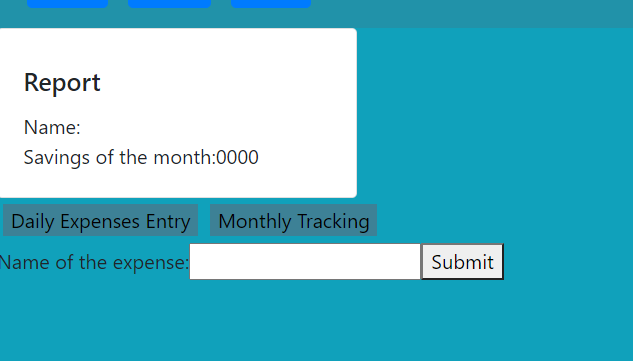 Report
Name:
Savings of the month:0000
Daily Expenses Entry Monthly Tracking
Name of the expense: Submit